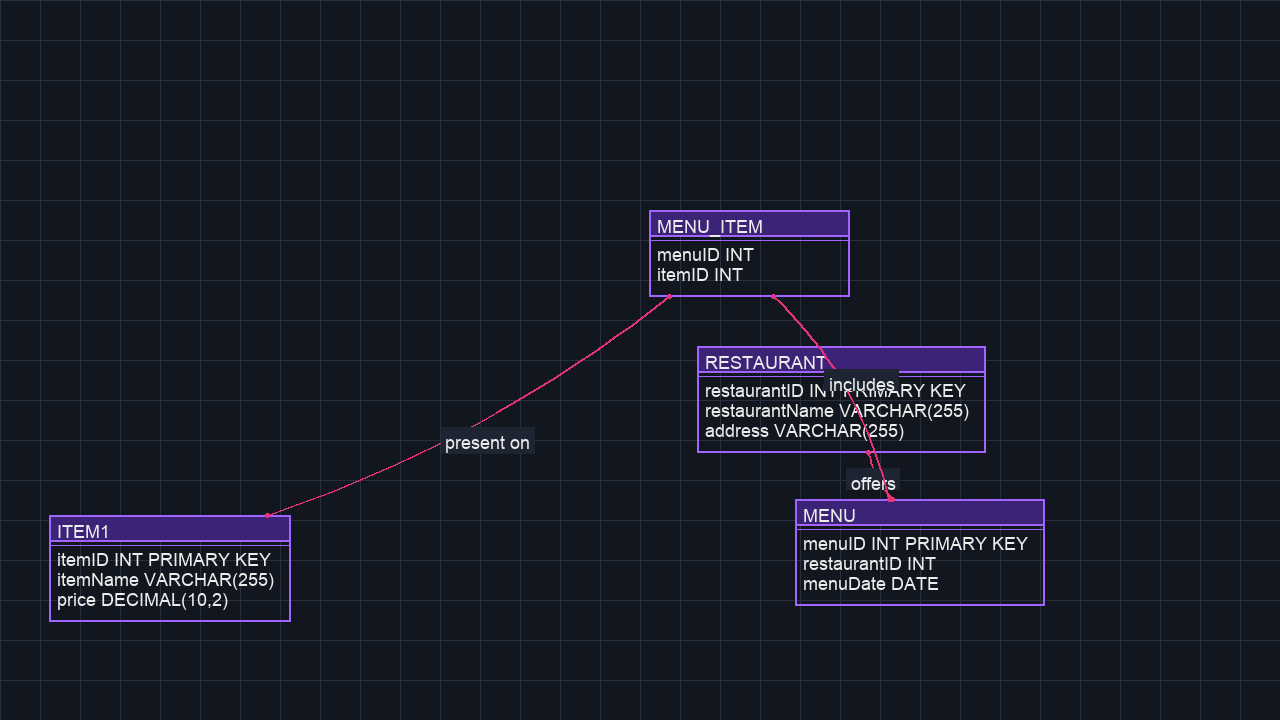 MENU_ITEM
menuID INT
itemID INT
RESTAURANT
includes
restaurantID INT PRIMARY KEY
restaurantName VARCHAR(255)
address VARCHAR(255)
present on
offers
MENU
menuID INT PRIMARY KEY
restaurantID INT
menuDate DATE
ITEM1
itemID INT PRIMARY KEY
itemName VARCHAR(255)
price DECIMAL(10,2)